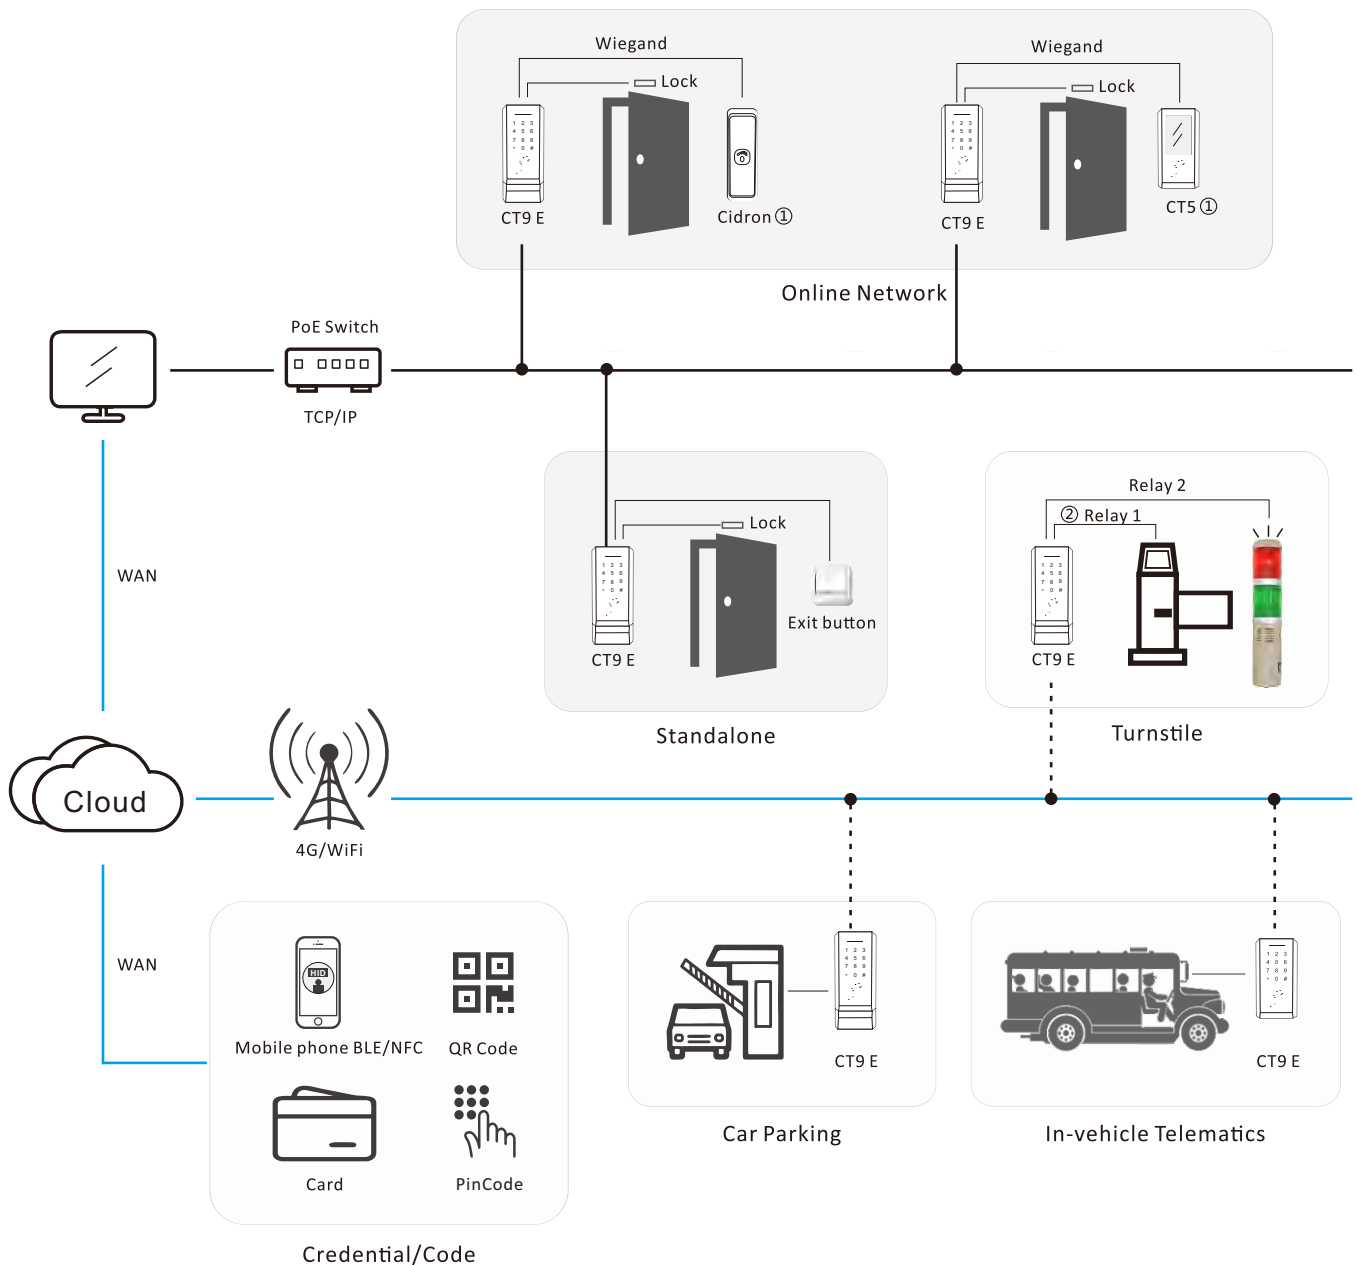 Wiegand
Lock
CT9 E
Cidron ①
Wiegand
Lock
CT9 E
CT5 ①
Online Network
PoE Switch
TCP/IP
WAN
Lock
Exit button
CT9 E
Standalone
Relay 2
② Relay 1
CT9 E
Turnstile
Cloud
4G/WiFi
WAN
HID
Mobile phone BLE/NFC
QR Code
Card
PinCode
Credential/Code
CT9 E
Car Parking
CT9 E
In-vehicle Telematics